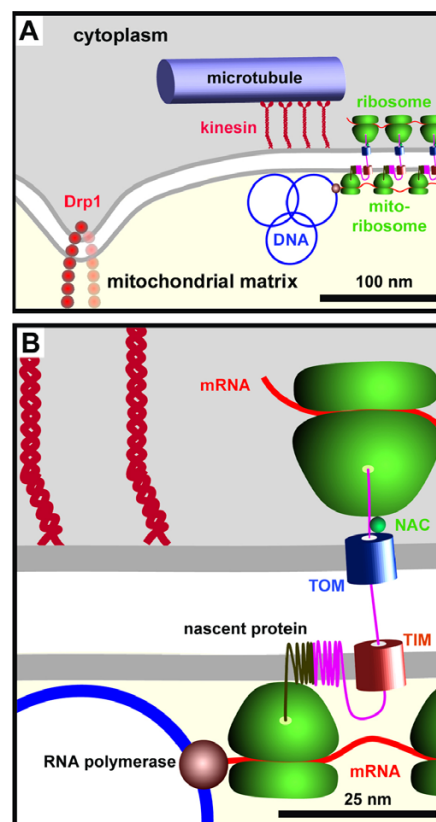 A
cytoplasm
microtubule
ribosome
kinesin
Drp1
DNA
mito-
ribosome
mitochondrial matrix
100 nm
B
mRNA
NAC
TOM
nascent protein
TIM
RNA polymerase
mRNA
25 nm